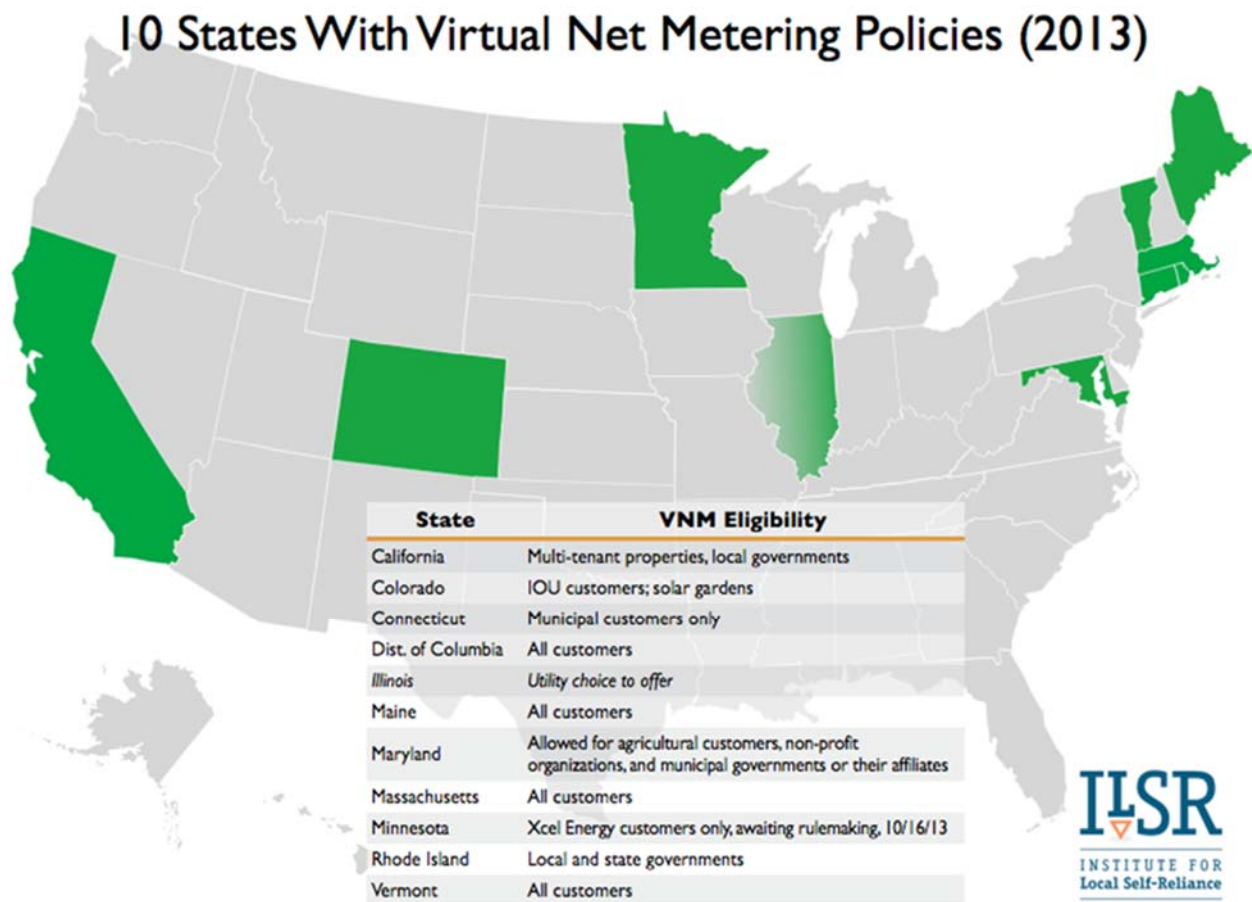 10 States With Virtual Net Metering Policies (2013)
State VNM Eligibility
California Multi-tenant properties, local governments
Colorado IOU customers; solar gardens
Connecticut Municipal customers only
Dist. of Columbia All customers
Illinois Utility choice to offer
Maine All customers
Maryland Allowed for agricultural customers, non-profit
organizations, and municipal governments or their affiliates
Massachusetts All customers
Minnesota Xcel Energy customers only, awaiting rulemaking, 10/16/13
Rhode Island Local and state governments
Vermont All customers
ILSR
INSTITUTE FOR
Local Self-Reliance